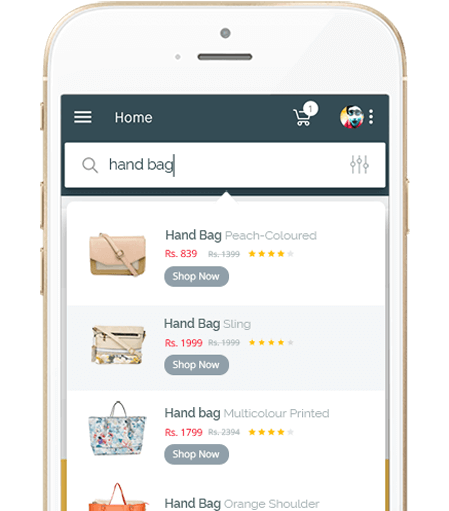 Home
1
hand bag
Hand Bag Peach-Coloured
Rs. 839 Rs. 1399
Shop Now
Hand Bag Sling
Rs. 1999 Rs. 1999
Shop Now
Hand bag Multicolour Printed
Rs. 1799 Rs. 2394
Shop Now
Hand Bag Orange Shoulder